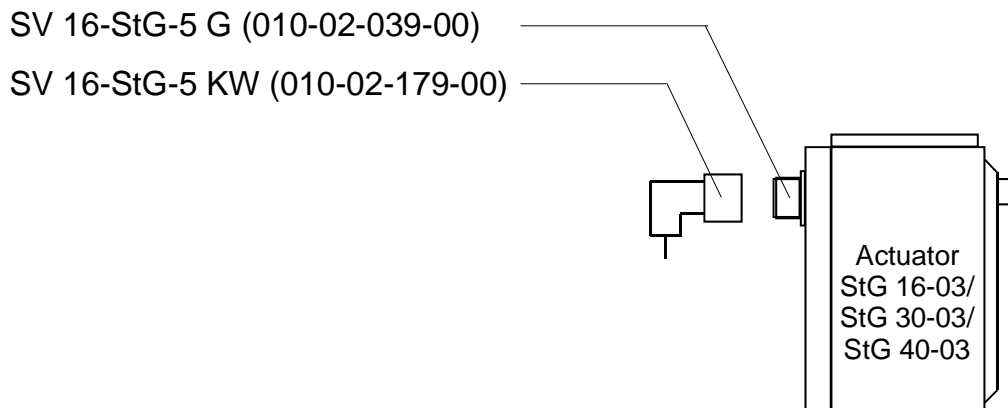 SV 16-StG-5 G (010-02-039-00)
SV 16-StG-5 KW (010-02-179-00)
Actuator
StG 16-03/
StG 30-03/
StG 40-03